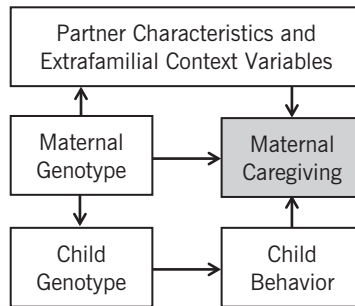 Partner Characteristics and
Extrafamilial Context Variables
Maternal
Genotype
Maternal
Caregiving
Child
Genotype
Child
Behavior